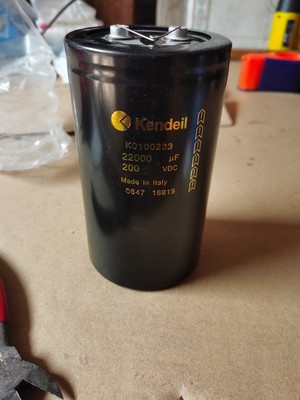 Kendeil
K0100223
22000 µF
200 VDC
Made in Italy
0547 16815